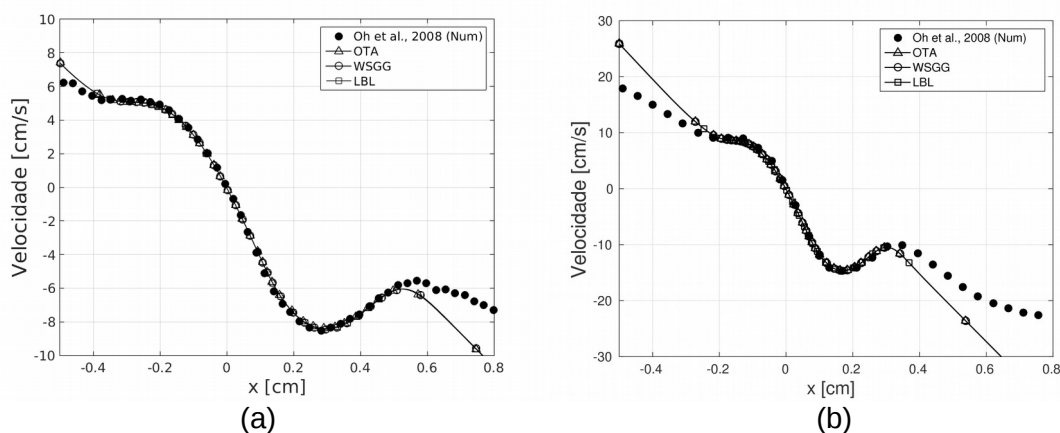 10
8
6
4
2
0
-2
-4
-6
-8
-10
Velocidade [cm/s]
-0.4 -0.2 0 0.2 0.4 0.6 0.8
x [cm]
Oh et al., 2008 (Num)
OTA
WSGG
LBL
(a)
30
20
10
0
-10
-20
-30
Velocidade [cm/s]
-0.4 -0.2 0 0.2 0.4 0.6 0.8
x [cm]
Oh et al., 2008 (Num)
OTA
WSGG
LBL
(b)